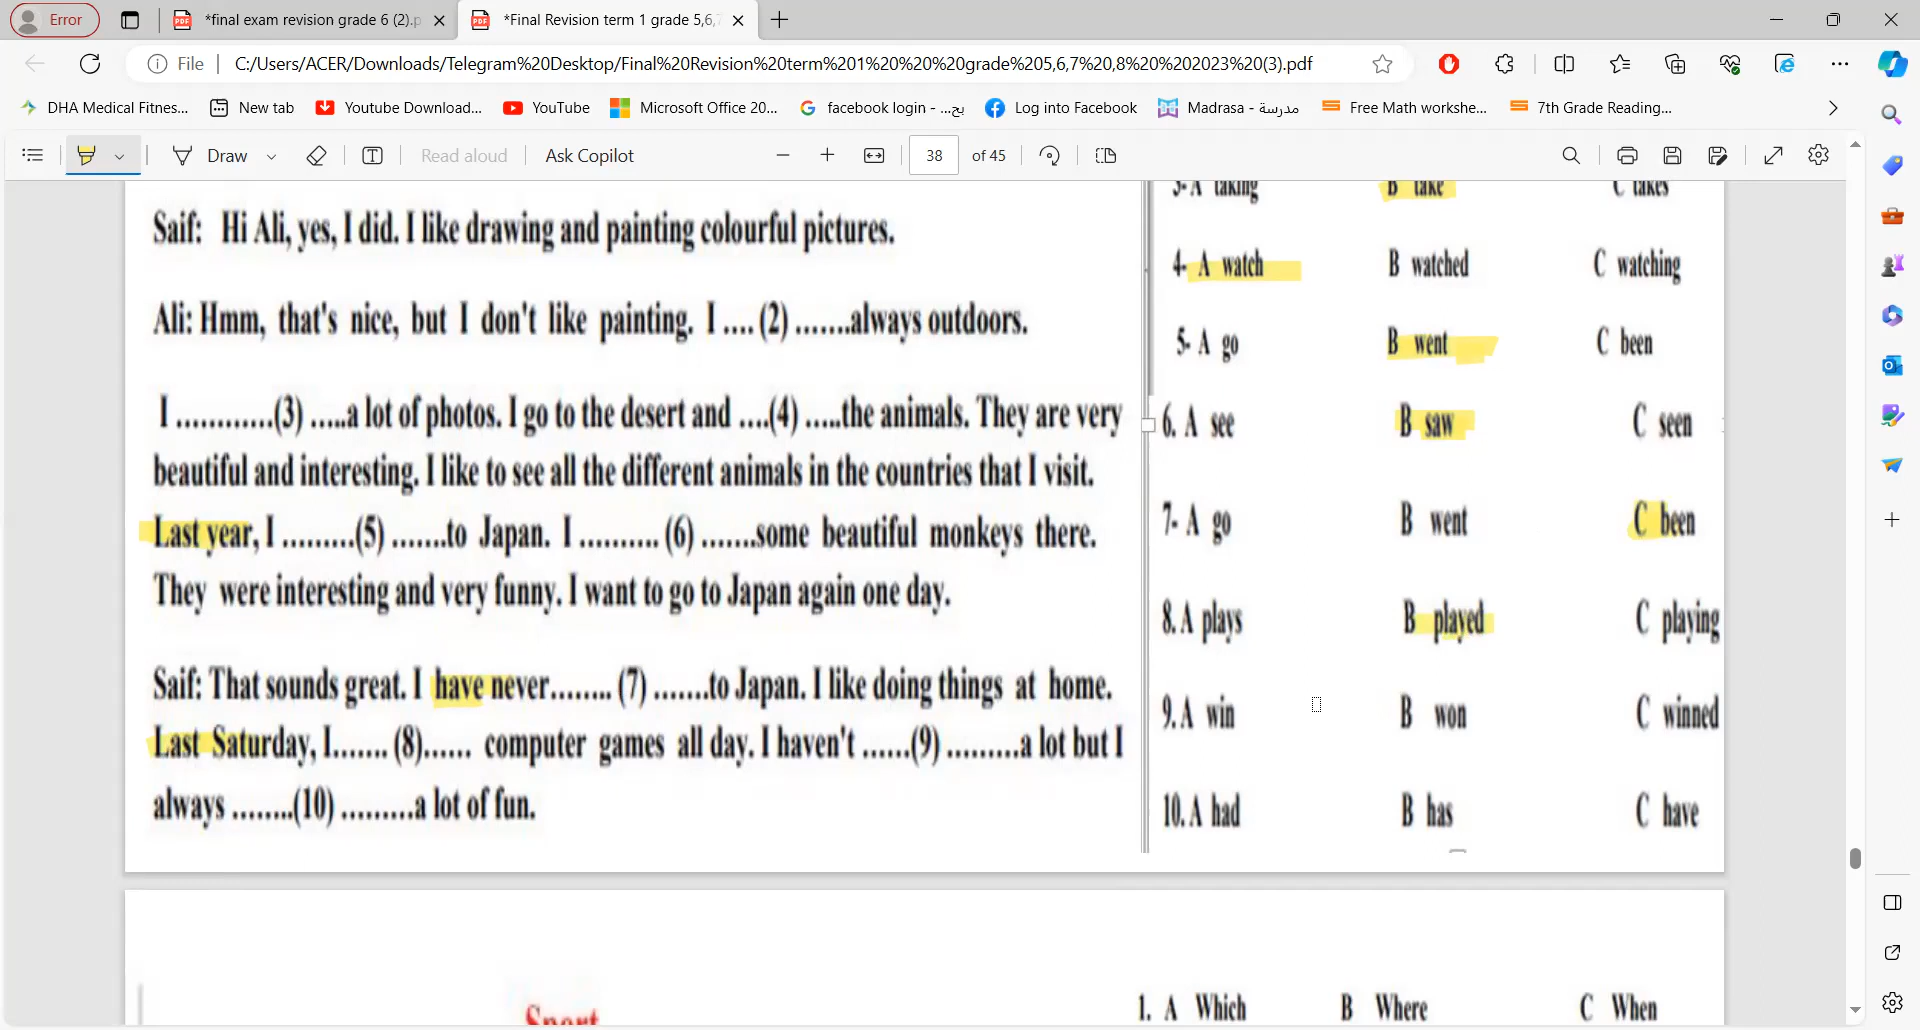 Error
*final exam revision grade 6 (2).p
*Final Revision term 1 grade 5,6,7
File
C:/Users/ACER/Downloads/Telegram%20Desktop/Final%20Revision%20term%201%20%20%20grade%205,6,7%20,8%20%202023%20(3).pdf
DHA Medical Fitnes...
New tab
Youtube Download...
YouTube
Microsoft Office 20...
facebook login - ...بح
Log into Facebook
Madrasa - مدرسة
Free Math workshe...
7th Grade Reading...
Draw
Read aloud
Ask Copilot
38 of 45
Saif: Hi Ali, yes, I did. I like drawing and painting colourful pictures.
Ali: Hmm, that's nice, but I don't like painting. I .... (2) .......always outdoors.
I ............(3) .....a lot of photos. I go to the desert and ....(4) .....the animals. They are very
beautiful and interesting. I like to see all the different animals in the countries that I visit.
Last year, I .........(5) .......to Japan. I .......... (6) .......some beautiful monkeys there.
They were interesting and very funny. I want to go to Japan again one day.
Saif: That sounds great. I have never........ (7) .......to Japan. I like doing things at home.
Last Saturday, I....... (8)...... computer games all day. I haven't ......(9) .........a lot but I
always ........(10) .........a lot of fun.
3- A taking B take C takes
4- A watch B watched C watching
5- A go B went C been
6. A see B saw C seen
7- A go B went C been
8. A plays B played C playing
9. A win B won C winned
10. A had B has C have
Sport
1. A Which B Where C When